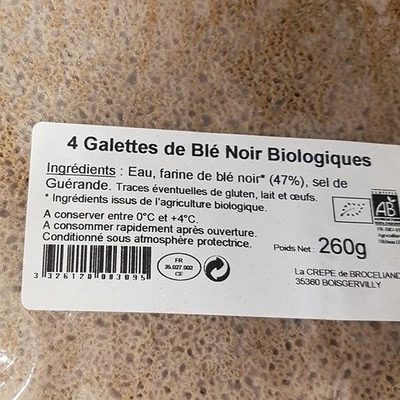 4 Galettes de Blé Noir Biologiques
Ingrédients : Eau, farine de blé noir* (47%), sel de
Guérande. Traces éventuelles de gluten, lait et œufs.
* Ingrédients issus de l'agriculture biologique.
A conserver entre 0°C et +4°C.
A consommer rapidement après ouverture.
Conditionné sous atmosphère protectrice.
Poids Net : 260g
AB
3 326120 003095
FR
35.027.002
CE
La CREPE de BROCELIAND
35360 BOISGERVILLY